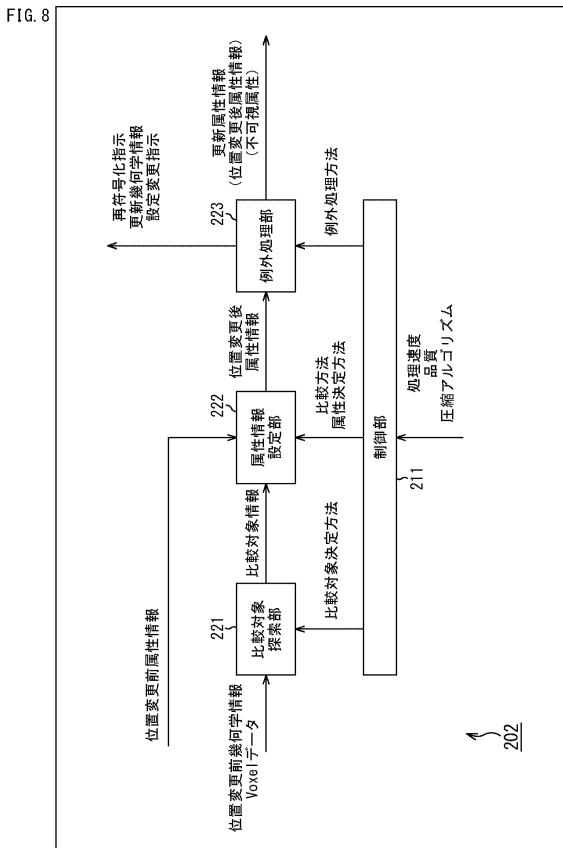 FIG. 8
位置変更前属性情報
位置変更前幾何学情報
Voxelデータ
221
比較対象
探索部
比較対象情報
222
属性情報
設定部
位置変更後
属性情報
223
例外処理部
再符号化指示
更新幾何学情報
設定変更指示
更新属性情報
(位置変更後属性情報)
(不可視属性)
比較対象決定方法
比較方法
属性決定方法
例外処理方法
制御部
211
処理速度
品質
圧縮アルゴリズム
202